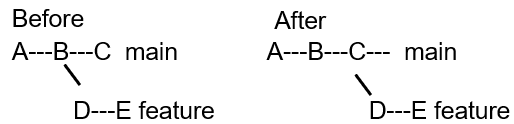 Before
A---B---C main
D---E feature
After
A---B---C--- main
D---E feature